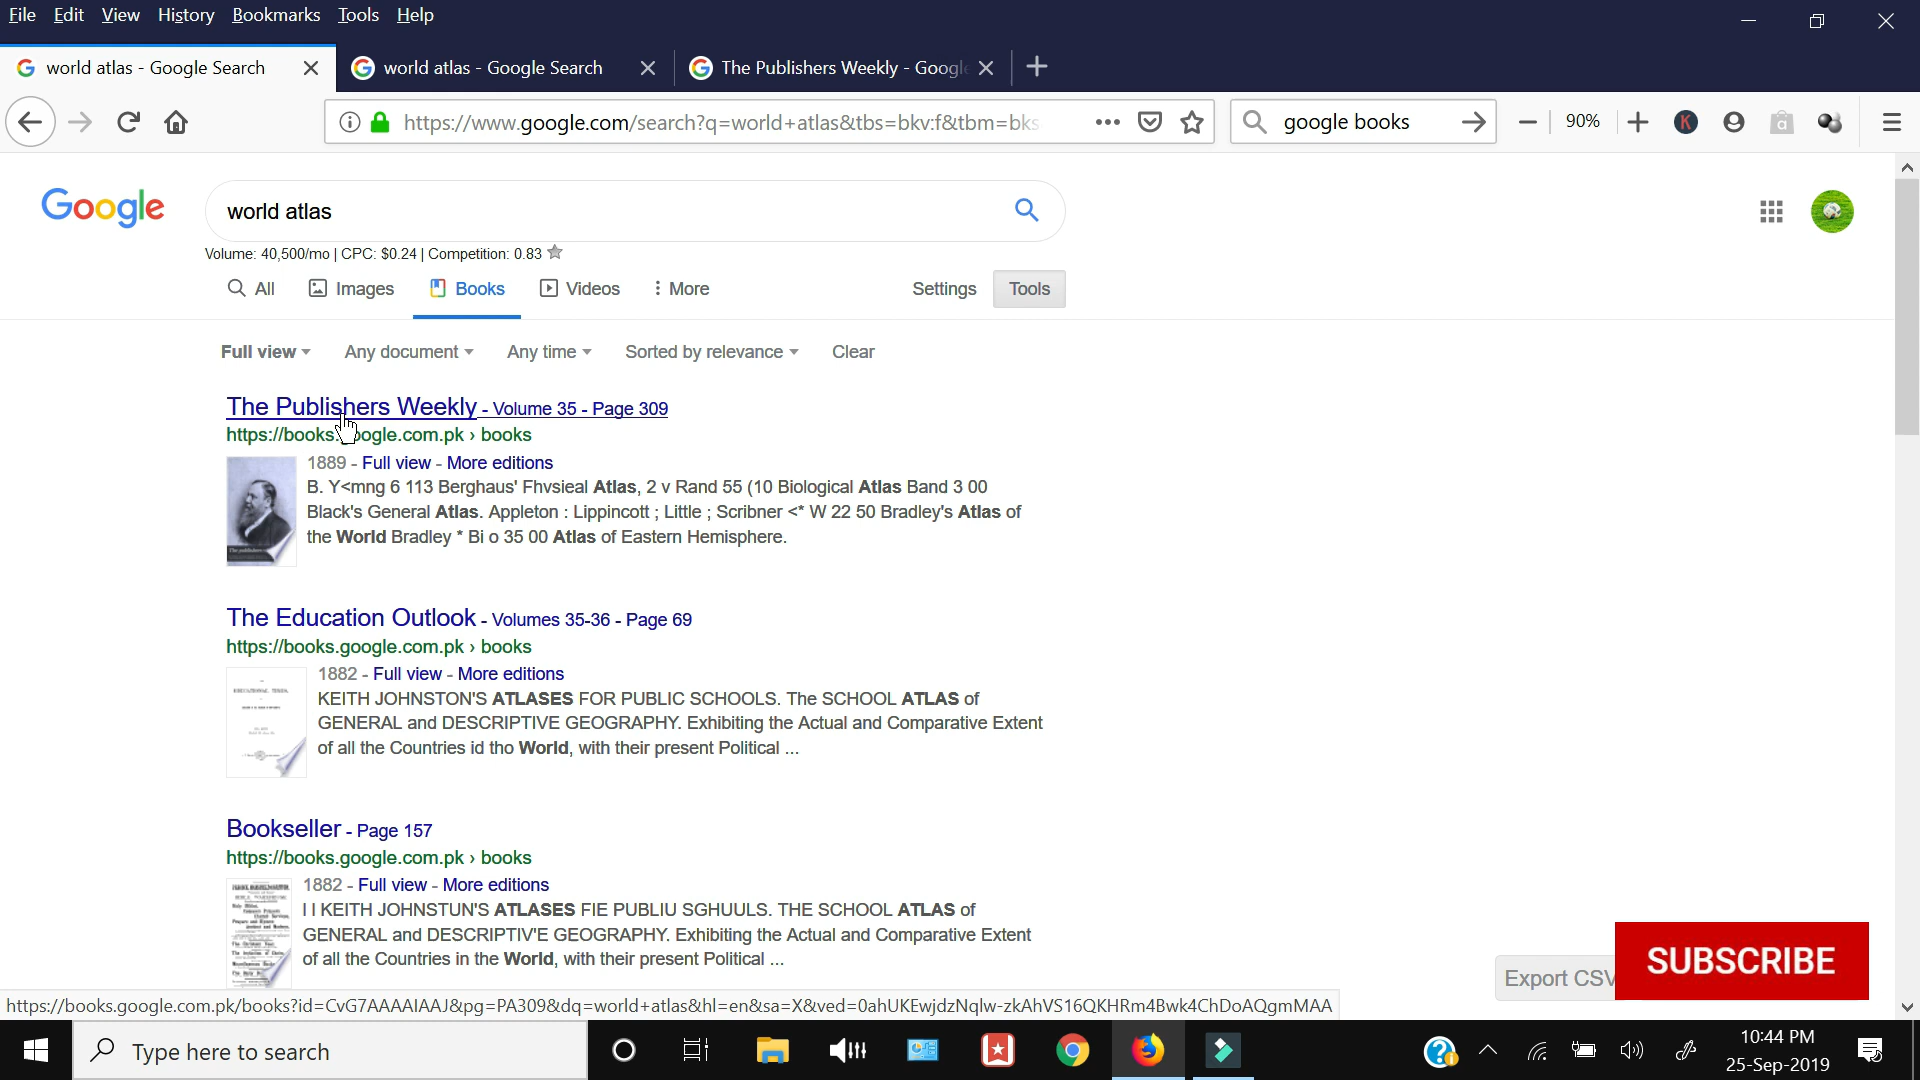 File Edit View History Bookmarks Tools Help
world atlas - Google Search
world atlas - Google Search
The Publishers Weekly - Googl
https://www.google.com/search?q=world+atlas&tbs=bkv:f&tbm=bks
google books
90%
Google
world atlas
Volume: 40,500/mo | CPC: $0.24 | Competition: 0.83
All Images Books Videos More Settings Tools
Full view Any document Any time Sorted by relevance Clear
The Publishers Weekly - Volume 35 - Page 309
https://books.google.com.pk › books
1889 - Full view - More editions
B. Y<mng 6 113 Berghaus' Fhvsieal Atlas, 2 v Rand 55 (10 Biological Atlas Band 3 00
Black's General Atlas. Appleton : Lippincott ; Little ; Scribner <* W 22 50 Bradley's Atlas of
the World Bradley * Bi o 35 00 Atlas of Eastern Hemisphere.
The Education Outlook - Volumes 35-36 - Page 69
https://books.google.com.pk › books
1882 - Full view - More editions
KEITH JOHNSTON'S ATLASES FOR PUBLIC SCHOOLS. The SCHOOL ATLAS of
GENERAL and DESCRIPTIVE GEOGRAPHY. Exhibiting the Actual and Comparative Extent
of all the Countries id tho World, with their present Political ...
Bookseller - Page 157
https://books.google.com.pk › books
1882 - Full view - More editions
I I KEITH JOHNSTUN'S ATLASES FIE PUBLIU SGHUULS. THE SCHOOL ATLAS of
GENERAL and DESCRIPTIV'E GEOGRAPHY. Exhibiting the Actual and Comparative Extent
of all the Countries in the World, with their present Political ...
Export CSV
SUBSCRIBE
https://books.google.com.pk/books?id=CvG7AAAAIAAJ&pg=PA309&dq=world+atlas&hl=en&sa=X&ved=0ahUKEwjdzNqlw-zkAhVS16QKHRm4Bwk4ChDoAQgmMAA
Type here to search
10:44 PM
25-Sep-2019